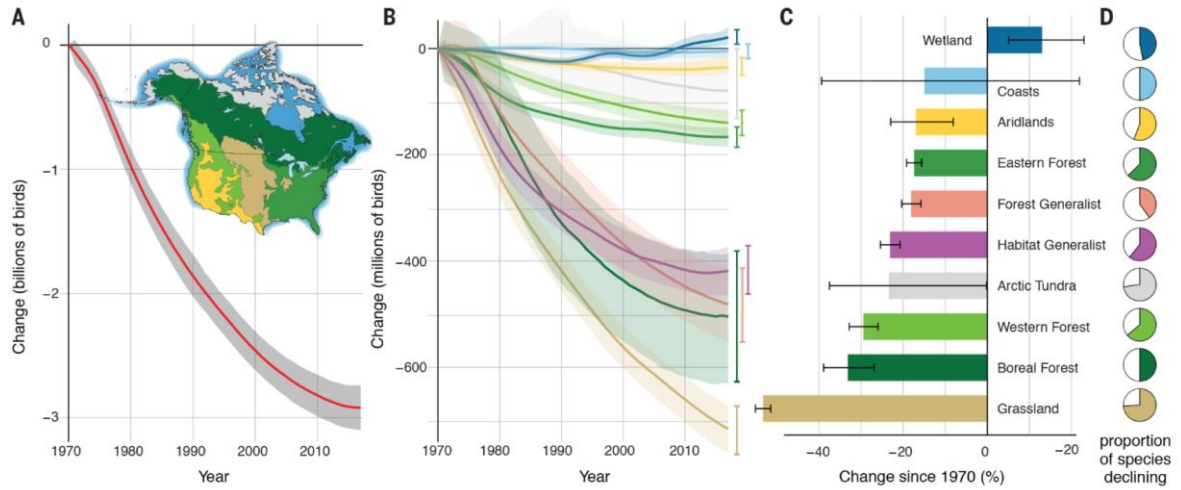 A
B
C
D
0
−1
−2
−3
Change (billions of birds)
1970
1980
1990
2000
2010
Year
0
−200
−400
−600
Change (millions of birds)
1970
1980
1990
2000
2010
Year
Wetland
Coasts
Aridlands
Eastern Forest
Forest Generalist
Habitat Generalist
Arctic Tundra
Western Forest
Boreal Forest
Grassland
−40
−20
0
−20
Change since 1970 (%)
proportion
of species
declining